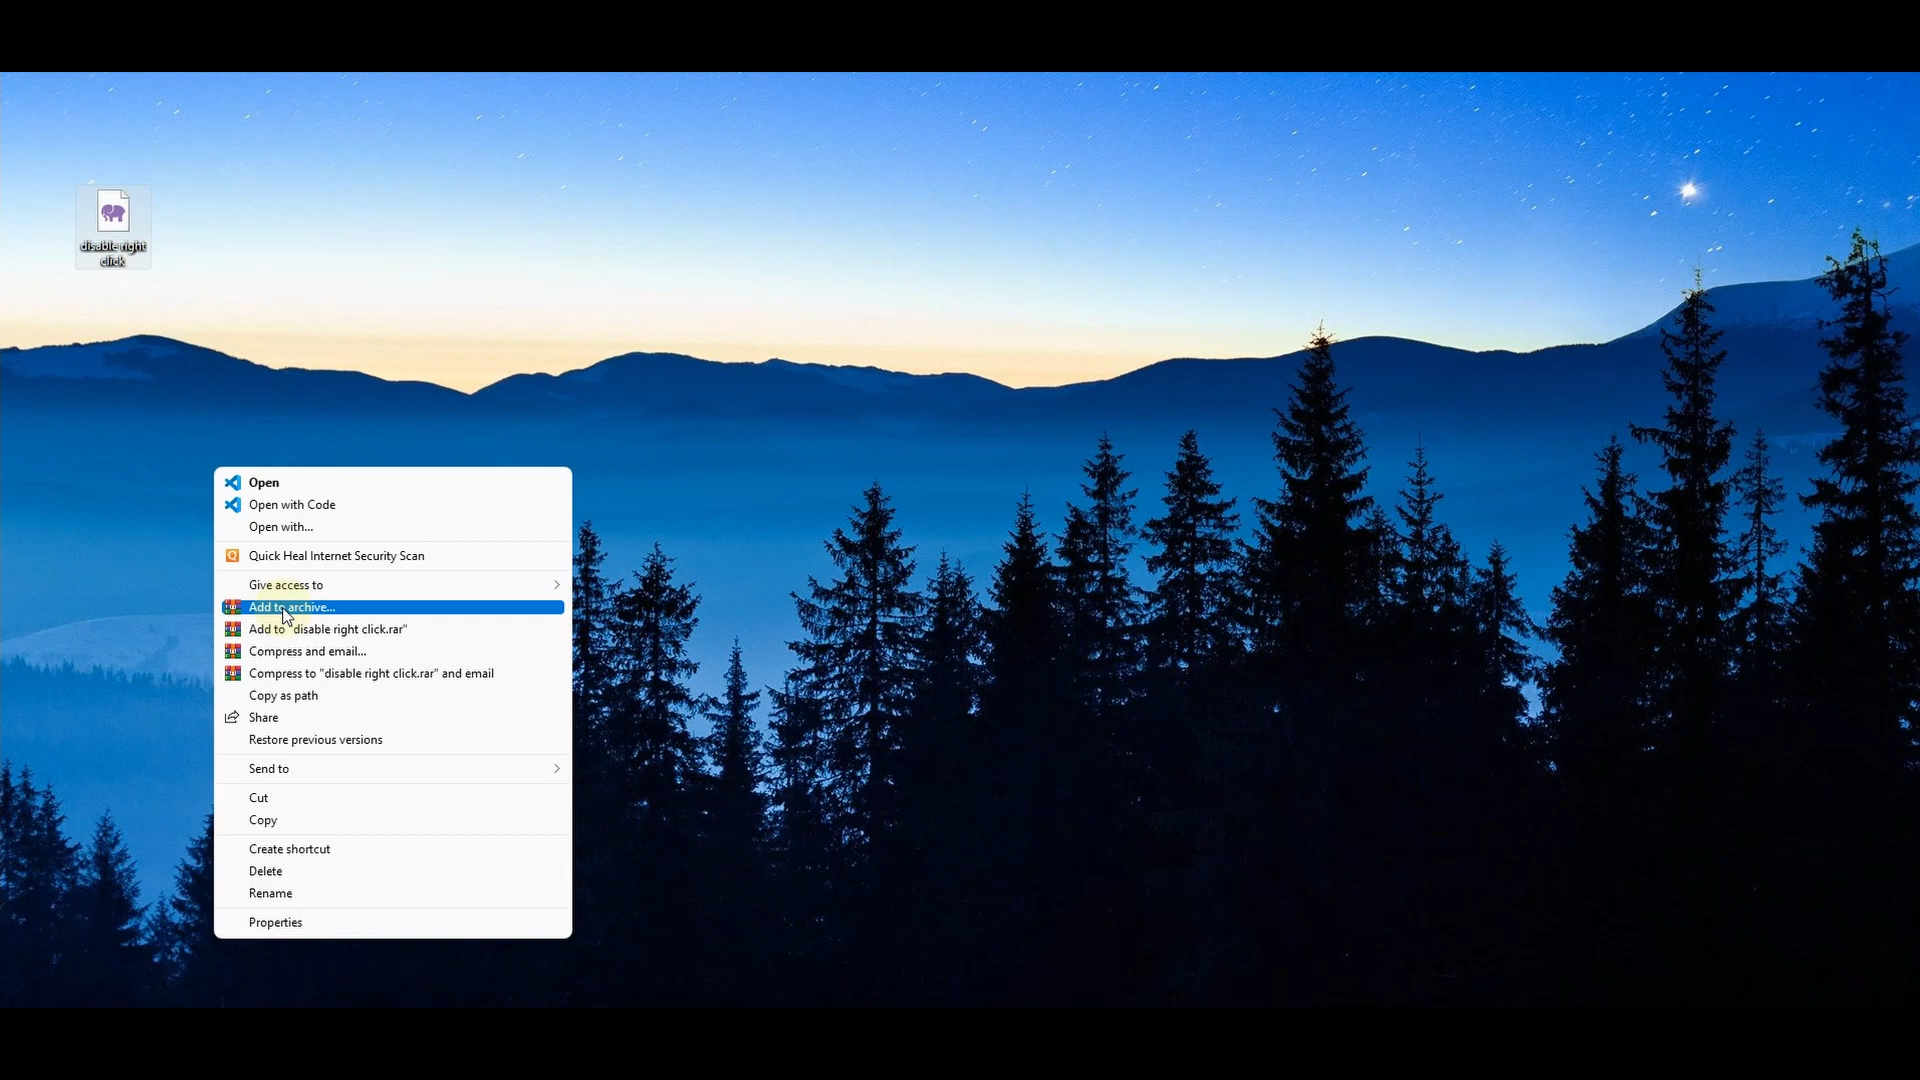 disable right
click
Open
Open with Code
Open with...
Quick Heal Internet Security Scan
Give access to
Add to archive...
Add to "disable right click.rar"
Compress and email...
Compress to "disable right click.rar" and email
Copy as path
Share
Restore previous versions
Send to
Cut
Copy
Create shortcut
Delete
Rename
Properties